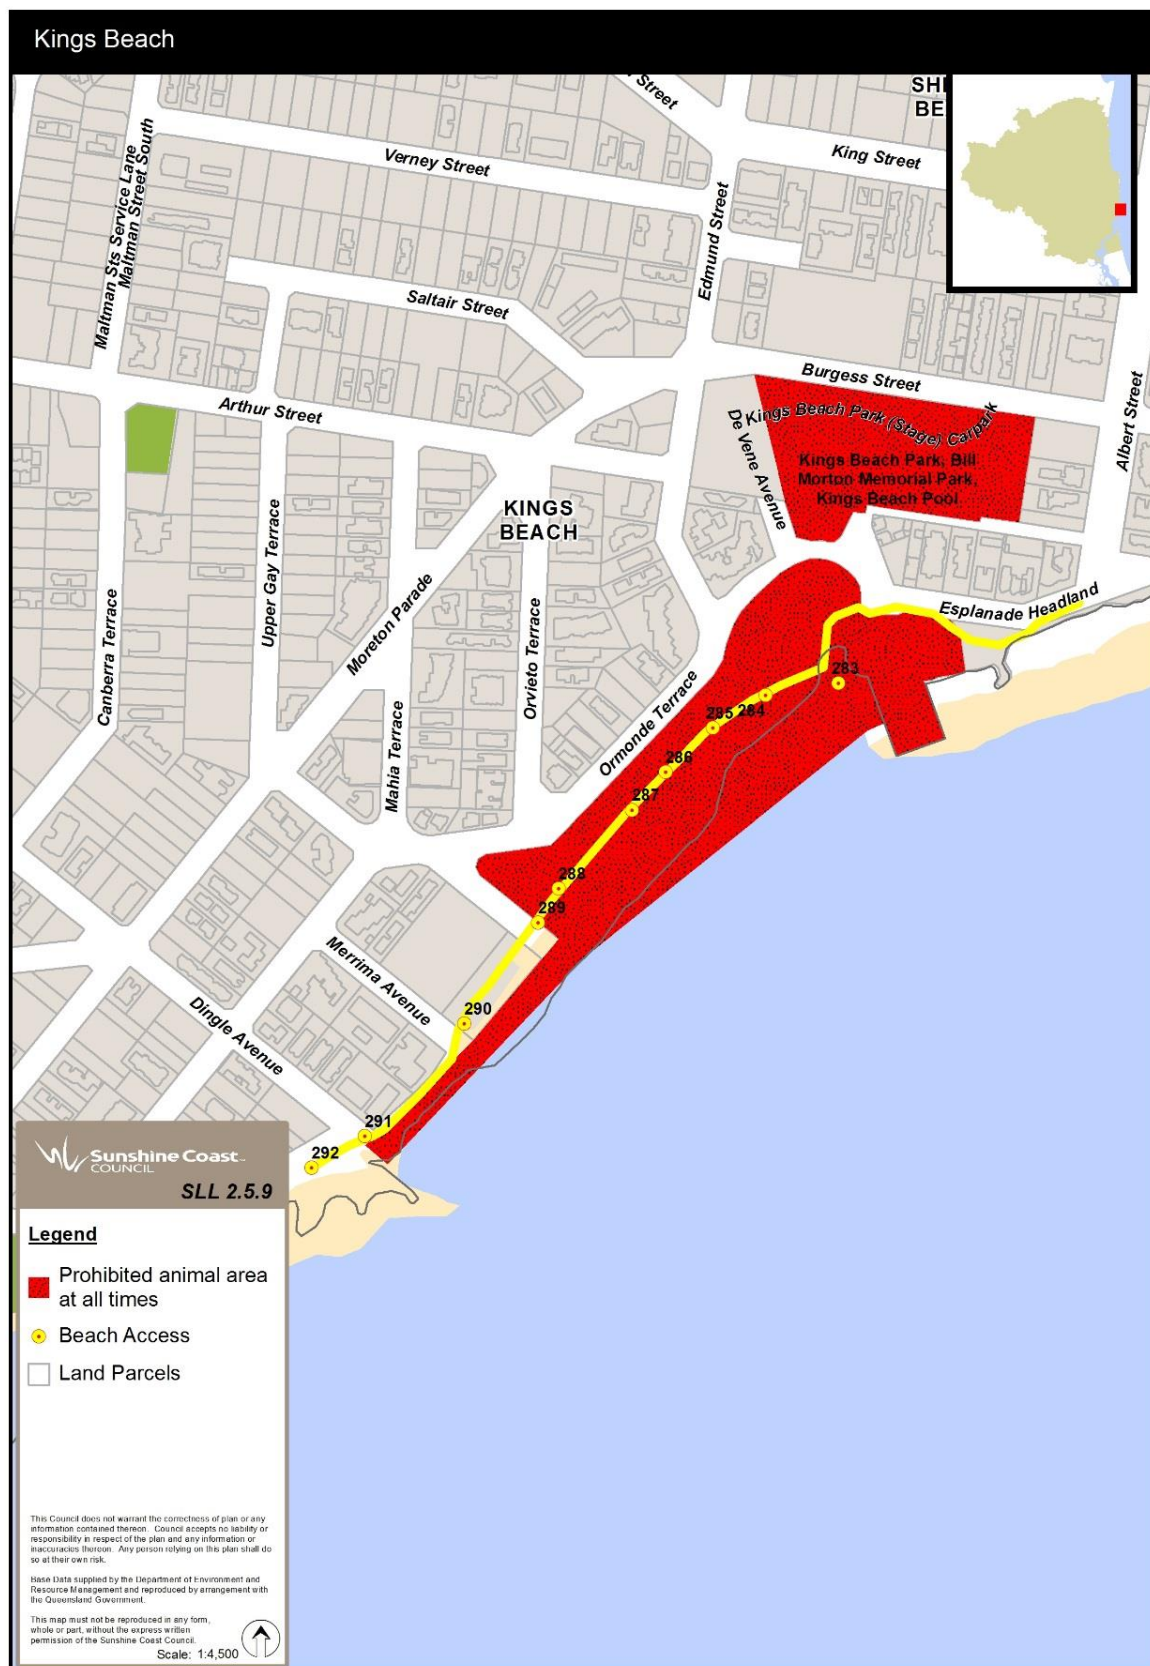 Kings Beach
Street
SHE
BE
King Street
Verney Street
Maltman Sts Service Lane
Maltman Street South
Edmund Street
Saltair Street
Burgess Street
Albert Street
Arthur Street
De Vene Avenue
Kings Beach Park (Stage) Carpark
Kings Beach Park, Bill
Morton Memorial Park,
Kings Beach Pool
KINGS
BEACH
Upper Gay Terrace
Canberra Terrace
Moreton Parade
Orvieto Terrace
Esplanade Headland
Mahia Terrace
Ormonde Terrace
283
284
285
286
287
288
289
Merrima Avenue
290
Dingle Avenue
291
292
Sunshine Coast
COUNCIL
SLL 2.5.9
Legend
Prohibited animal area
at all times
Beach Access
Land Parcels
This Council does not warrant the correctness of plan or any
information contained thereon. Council accepts no liability or
responsibility in respect of the plan and any information or
inaccuracies thereon. Any person relying on this plan shall do
so at their own risk.
Base Data supplied by the Department of Environment and
Resource Management and reproduced by arrangement with
the Queensland Government.
This map must not be reproduced in any form,
whole or part, without the express written
permission of the Sunshine Coast Council.
Scale: 1:4,500